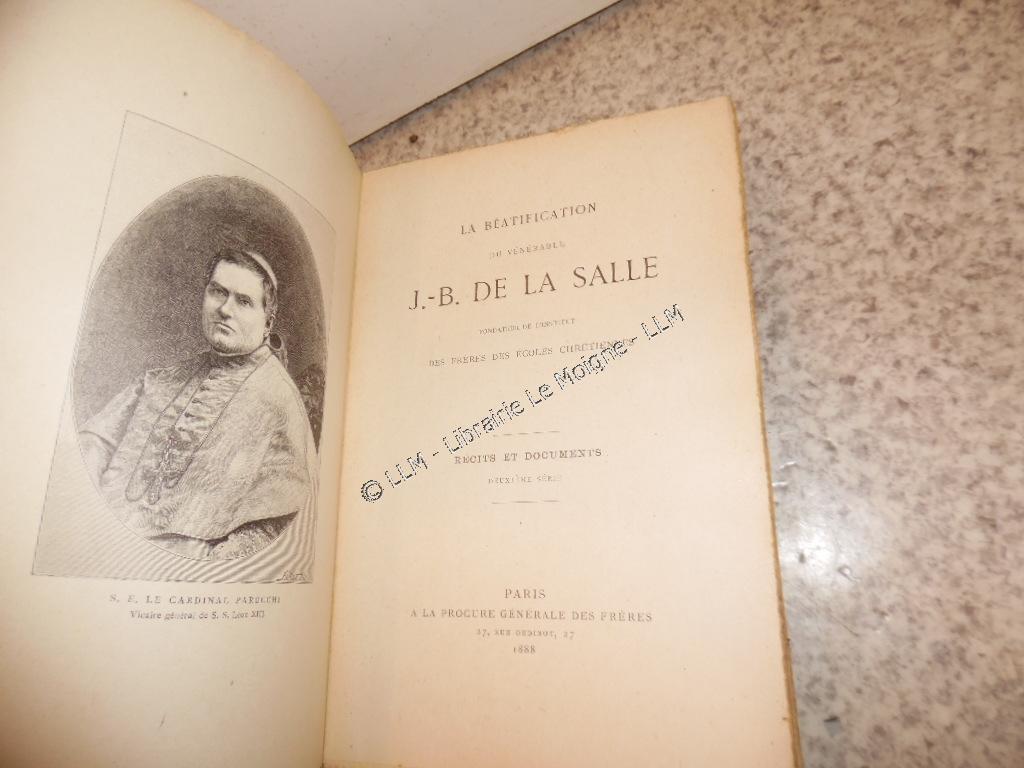 S. E. LE CARDINAL PAROCCHI
Vicaire général de S. S. Léon XIII
LA BÉATIFICATION
DU VÉNÉRABLE
J.-B. DE LA SALLE
FONDATEUR DE L'INSTITUT
DES FRÈRES DES ÉCOLES CHRÉTIENNES
© LLM - Librairie Le Moigne - LLM
RÉCITS ET DOCUMENTS
DEUXIÈME SÉRIE
PARIS
A LA PROCURE GÉNÉRALE DES FRÈRES
27, RUE OUDINOT, 27
1888